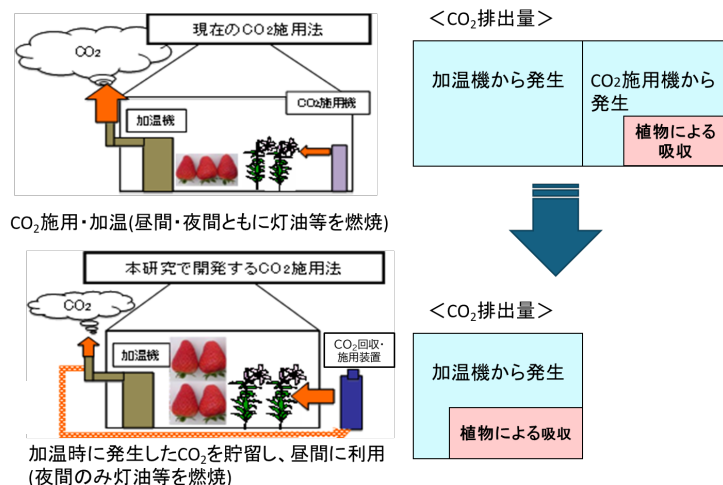 現在のCO2施用法
CO2
CO2施用機
加温機
CO2施用・加温(昼間・夜間ともに灯油等を燃焼)
＜CO2排出量＞
加温機から発生
CO2施用機から
発生
植物による
吸収
本研究で開発するCO2施用法
CO2
加温機
CO2回収・
施用装置
加温時に発生したCO2を貯留し、昼間に利用
(夜間のみ灯油等を燃焼)
＜CO2排出量＞
加温機から発生
植物による吸収